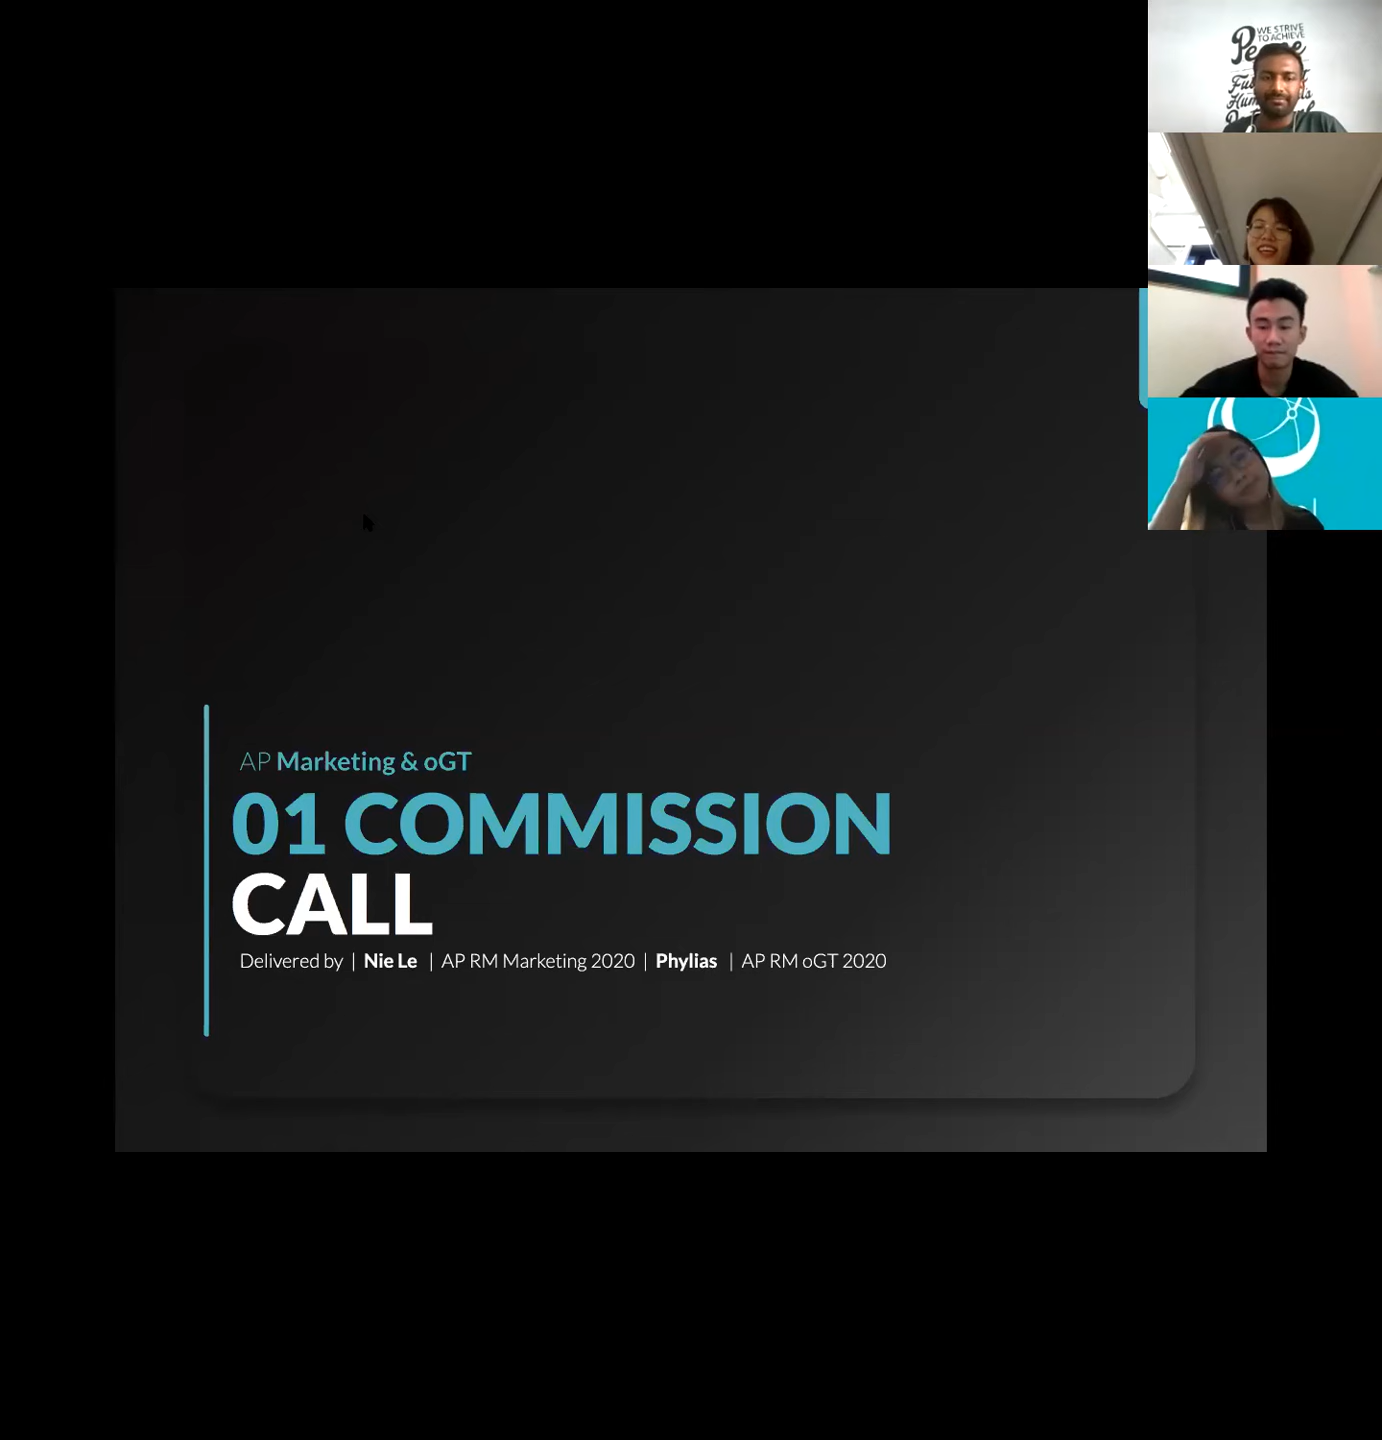 WE STRIVE
TO ACHIEVE
AP Marketing & oGT
01 COMMISSION
CALL
Delivered by | Nie Le | AP RM Marketing 2020 | Phylias | AP RM oGT 2020